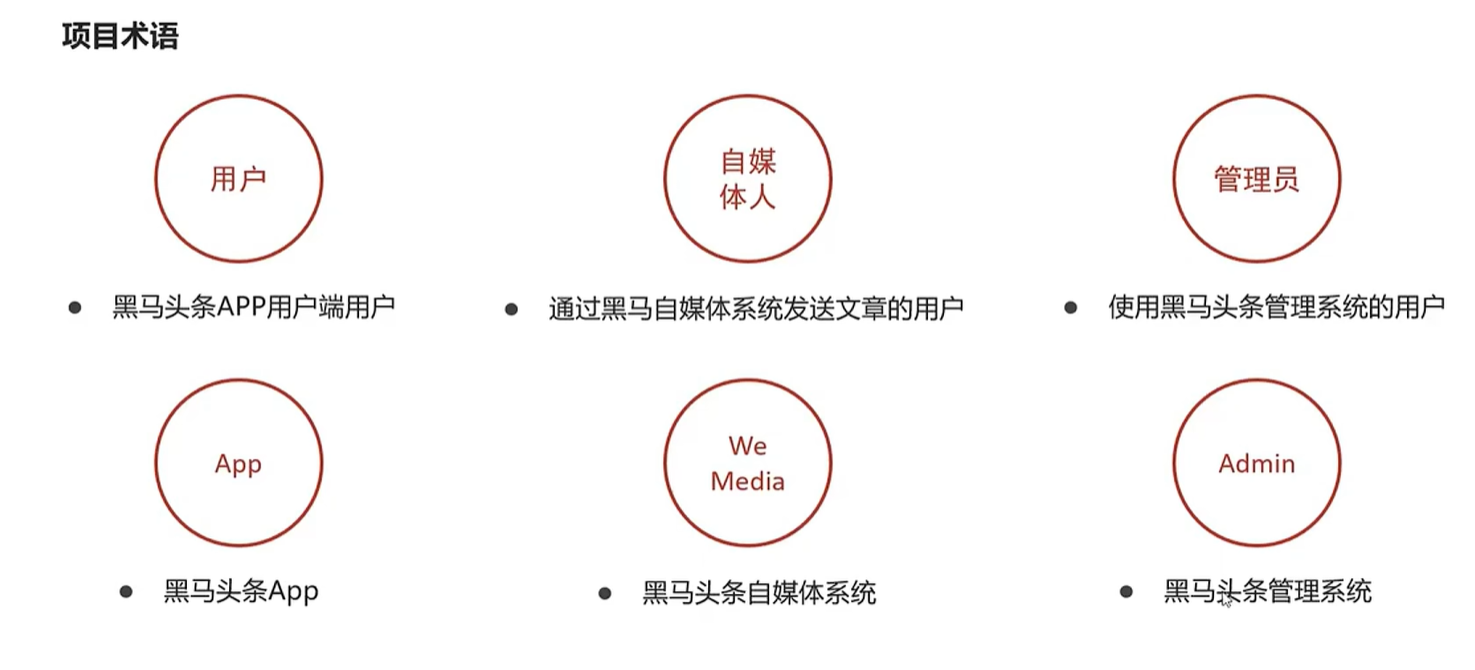 项目术语
用户
自媒
体人
管理员
黑马头条APP用户端用户
通过黑马自媒体系统发送文章的用户
使用黑马头条管理系统的用户
App
We
Media
Admin
黑马头条App
黑马头条自媒体系统
黑马头条管理系统